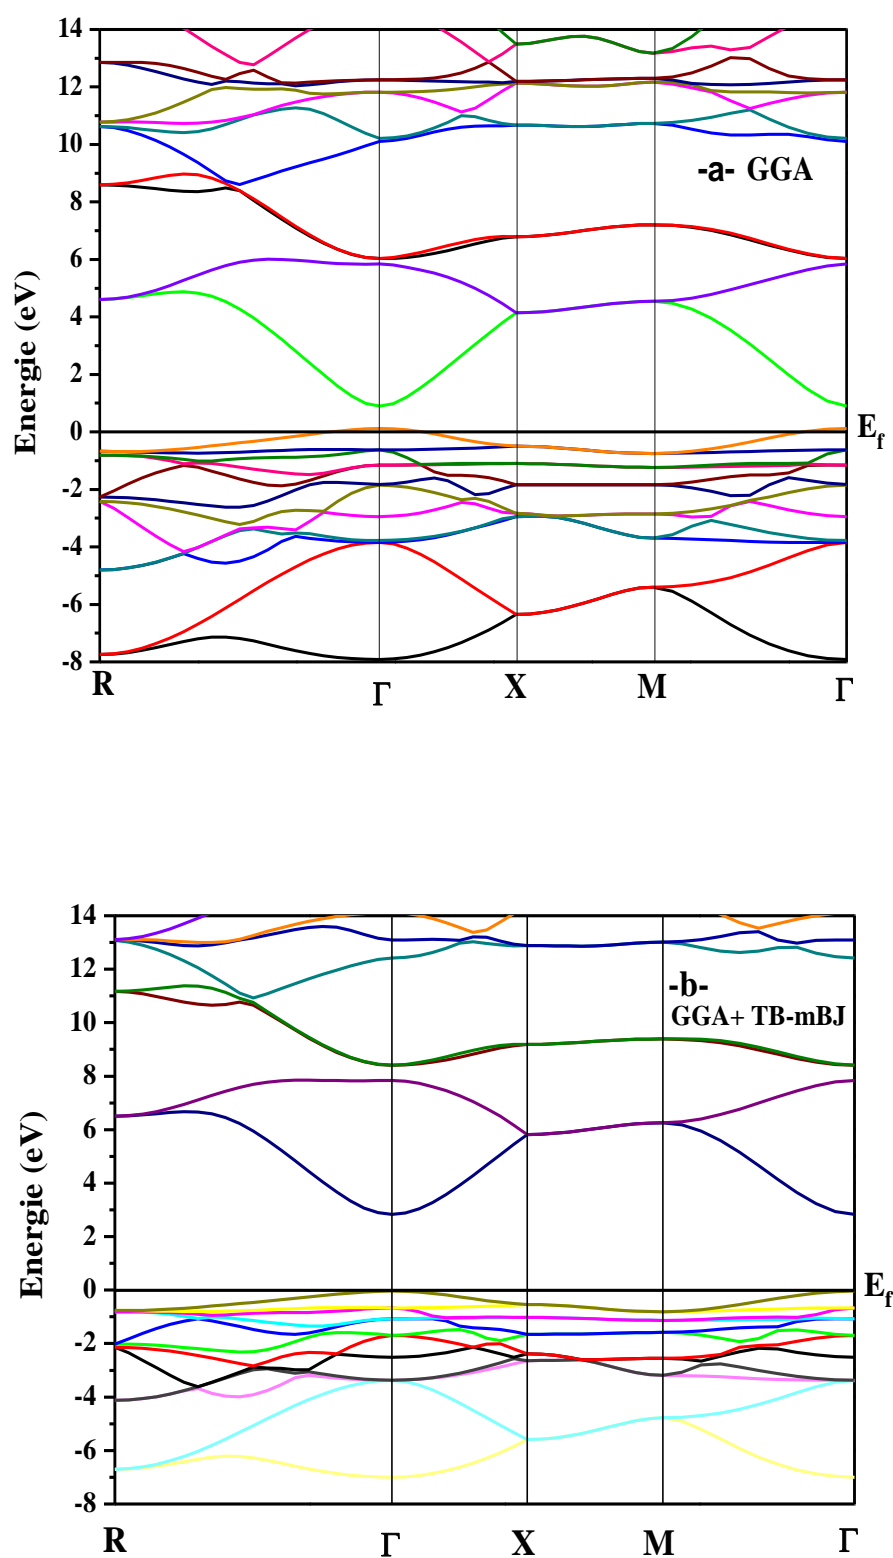 14
12
10
8
6
4
2
0
-2
-4
-6
-8
Energie (eV)
-a- GGA
E_f
R Γ X M Γ
14
12
10
8
6
4
2
0
-2
-4
-6
-8
Energie (eV)
-b-
GGA+ TB-mBJ
E_f
R Γ X M Γ